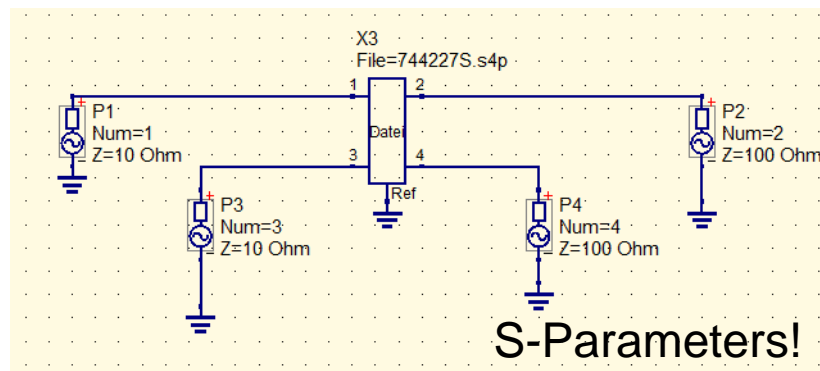 X3
File=744227S.s4p
1
2
P1
Num=1
Z=10 Ohm
Datei
P2
Num=2
Z=100 Ohm
3
4
Ref
P3
Num=3
Z=10 Ohm
P4
Num=4
Z=100 Ohm
S-Parameters!